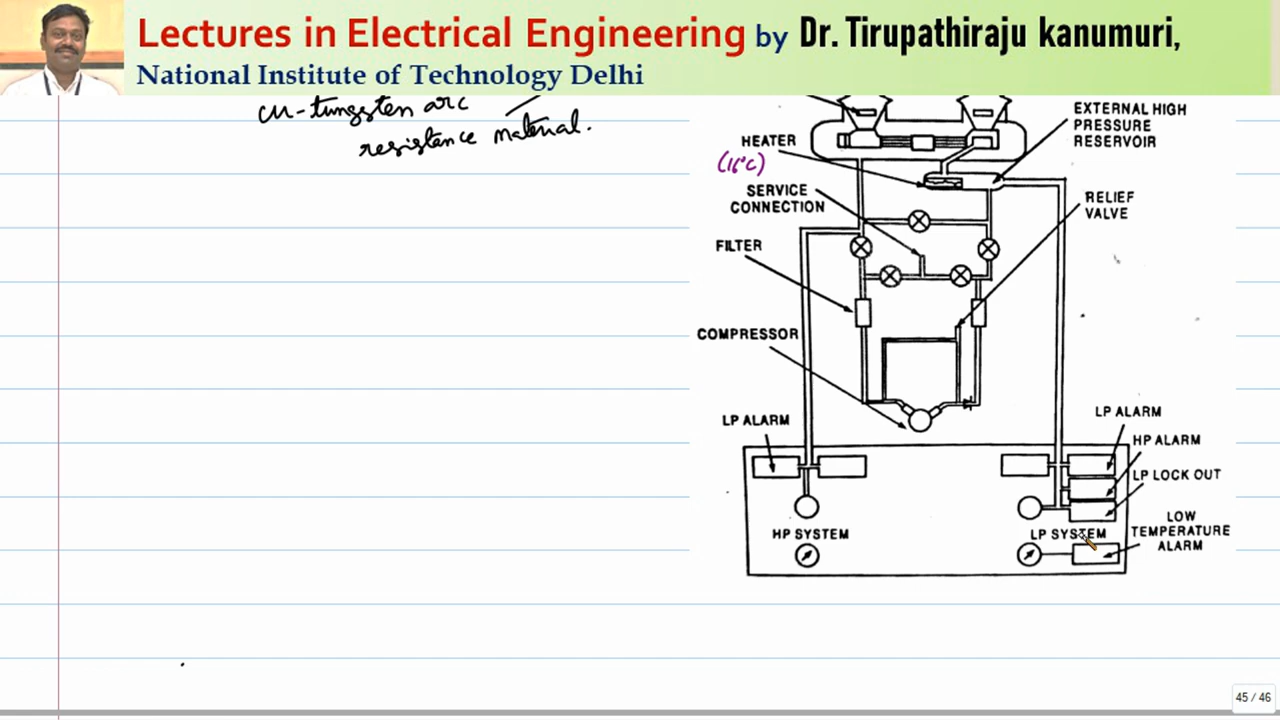 Lectures in Electrical Engineering by Dr. Tirupathiraju kanumuri,
National Institute of Technology Delhi
cu-tungsten arc
resistance material.
EXTERNAL HIGH
PRESSURE
RESERVOIR
HEATER
(16°C)
SERVICE
CONNECTION
RELIEF
VALVE
FILTER
COMPRESSOR
LP ALARM
LP ALARM
HP ALARM
LP LOCK OUT
LOW
TEMPERATURE
ALARM
HP SYSTEM
LP SYSTEM
45 / 46